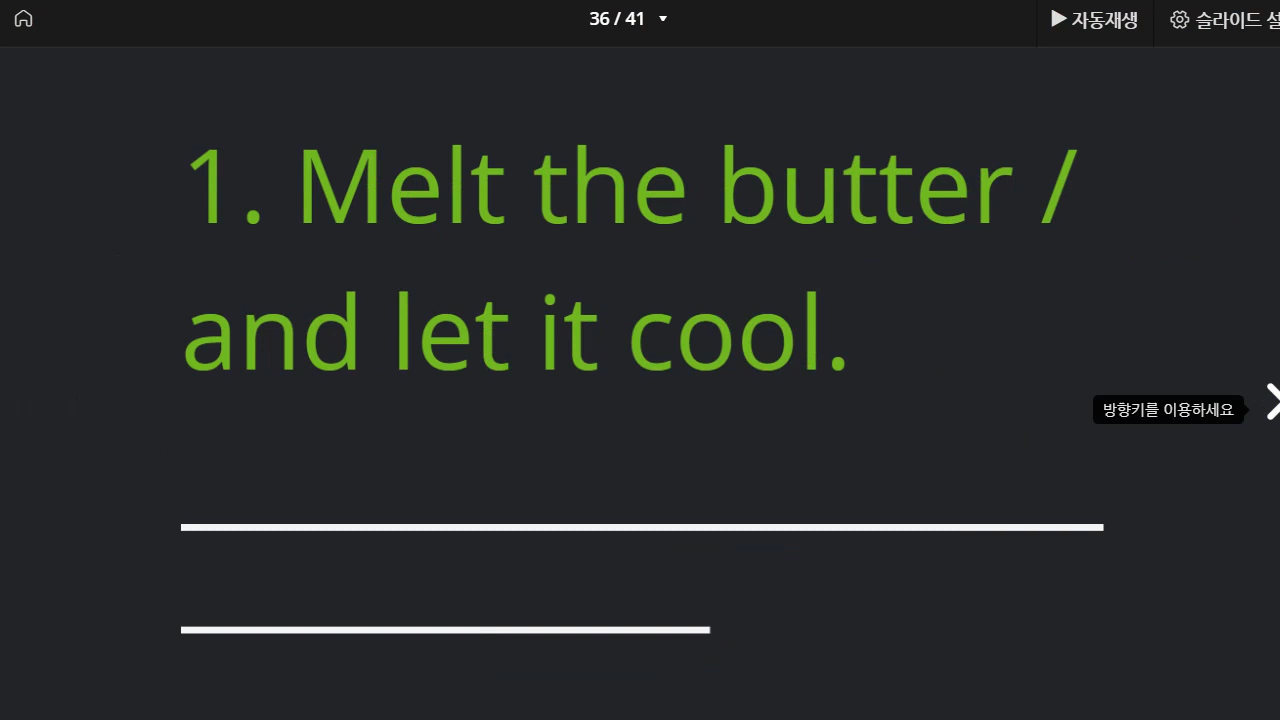 36 / 41
자동재생
슬라이드 설
1. Melt the butter /
and let it cool.
방향키를 이용하세요